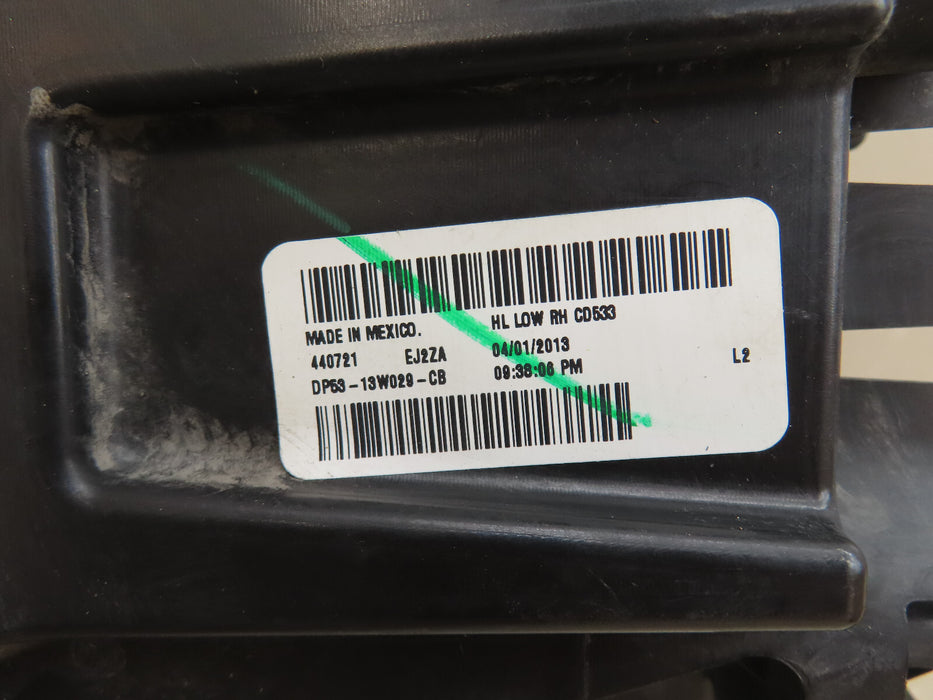 MADE IN MEXICO. HL LOW RH CD533
440721 EJ2ZA 04/01/2013 L2
DP53-13W029-CB 09:38:06 PM